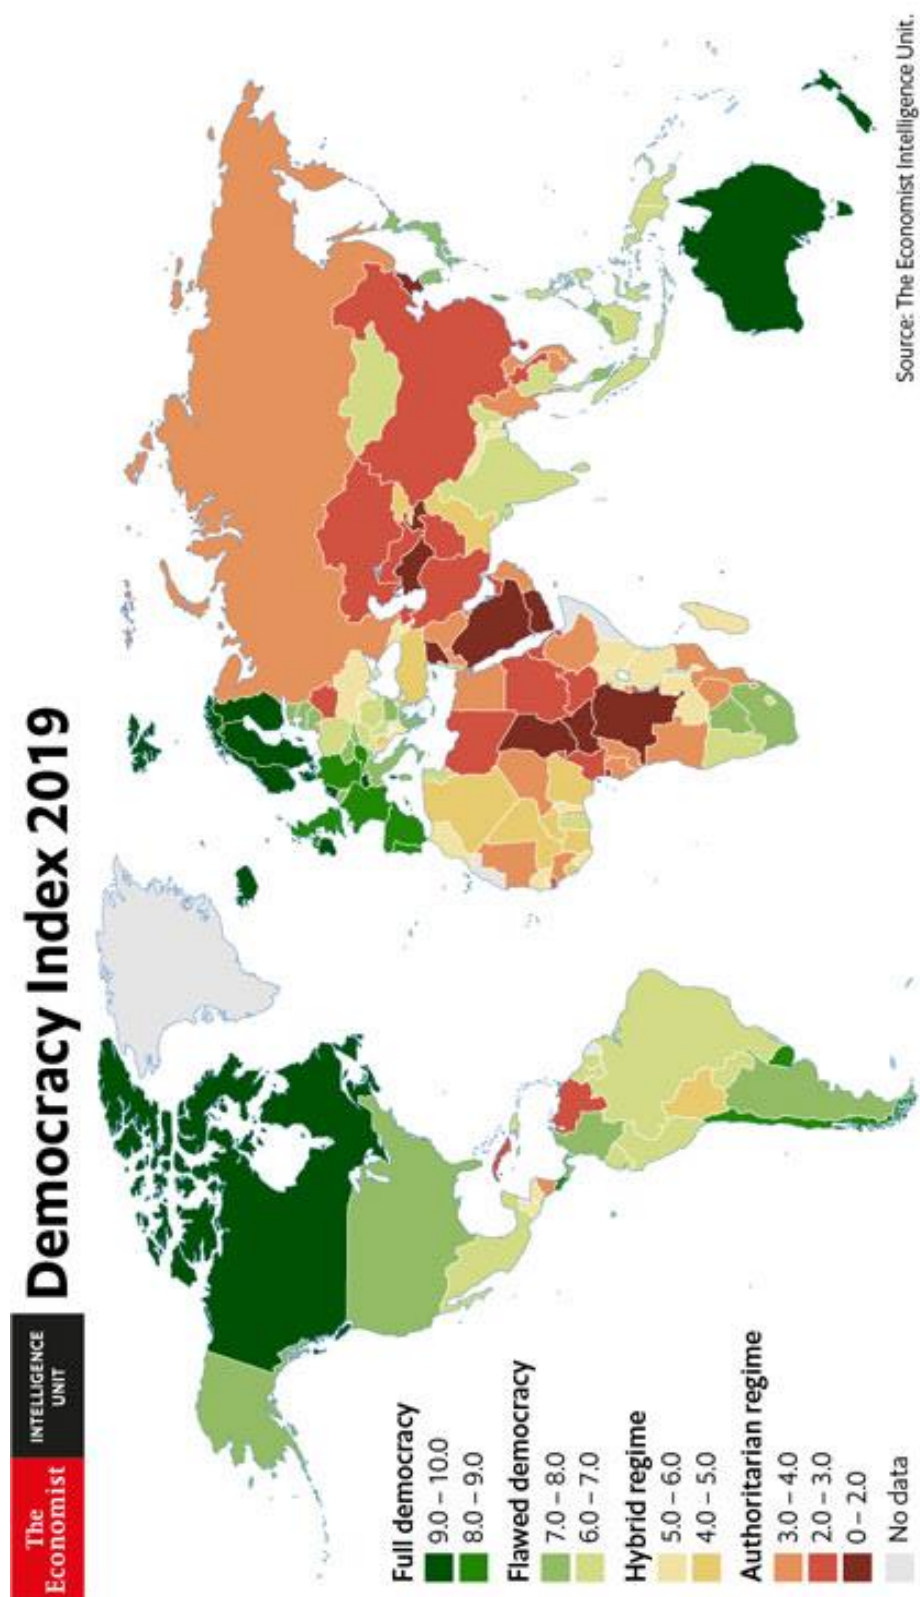 The
Economist
INTELLIGENCE
UNIT
Democracy Index 2019
Full democracy
9.0 – 10.0
8.0 – 9.0
Flawed democracy
7.0 – 8.0
6.0 – 7.0
Hybrid regime
5.0 – 6.0
4.0 – 5.0
Authoritarian regime
3.0 – 4.0
2.0 – 3.0
0 – 2.0
No data
Source: The Economist Intelligence Unit.